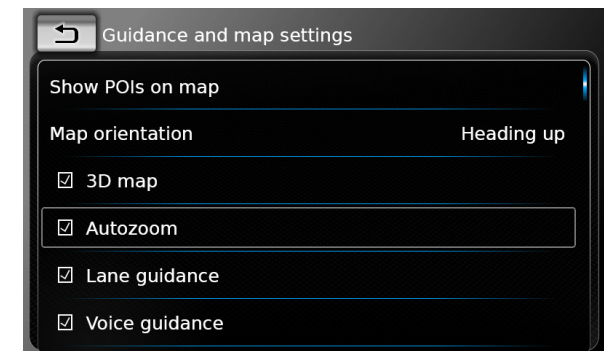 Guidance and map settings
Show POIs on map
Map orientation Heading up
3D map
Autozoom
Lane guidance
Voice guidance